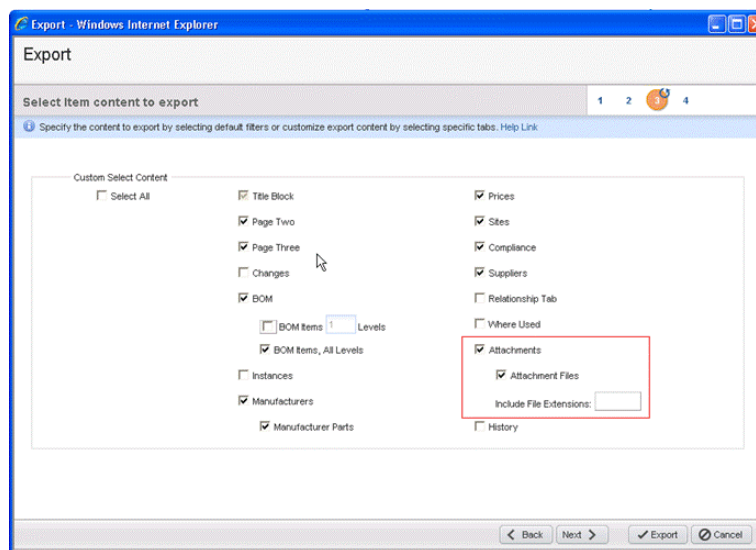 Export - Windows Internet Explorer
Export
Select Item content to export
1 2 3 4
Specify the content to export by selecting default filters or customize export content by selecting specific tabs. Help Link
Custom Select Content
Select All
Title Block
Page Two
Page Three
Changes
BOM
BOM Items 1 Levels
BOM Items, All Levels
Instances
Manufacturers
Manufacturer Parts
Prices
Sites
Compliance
Suppliers
Relationship Tab
Where Used
Attachments
Attachment Files
Include File Extensions:
History
Back Next Export Cancel